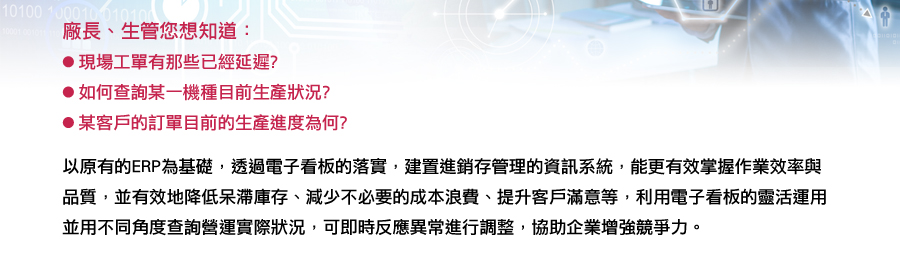 10100 1000100101010010
廠長、生管您想知道：
● 現場工單有那些已經延遲?
● 如何查詢某一機種目前生產狀況?
● 某客戶的訂單目前的生產進度為何?
以原有的ERP為基礎，透過電子看板的落實，建置進銷存管理的資訊系統，能更有效掌握作業效率與
品質，並有效地降低呆滯庫存、減少不必要的成本浪費、提升客戶滿意等，利用電子看板的靈活運用
並用不同角度查詢營運實際狀況，可即時反應異常進行調整，協助企業增強競爭力。